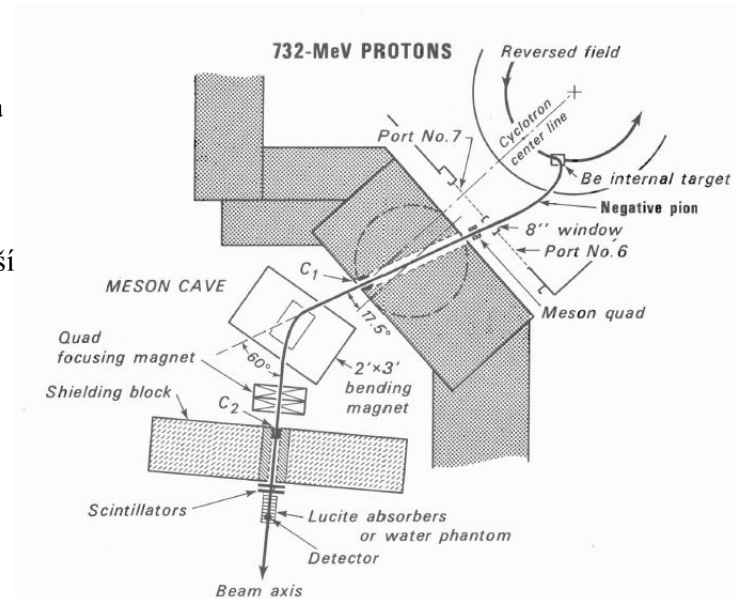 732-MeV PROTONS
Reversed field
Cyclotron
center line
Port No.7
Be internal target
Negative pion
8" window
Port No.6
ší
C1
MESON CAVE
17.5°
Meson quad
Quad
focusing magnet
60°
2'×3'
bending
magnet
Shielding block
C2
Scintillators
Lucite absorbers
or water phantom
Detector
Beam axis